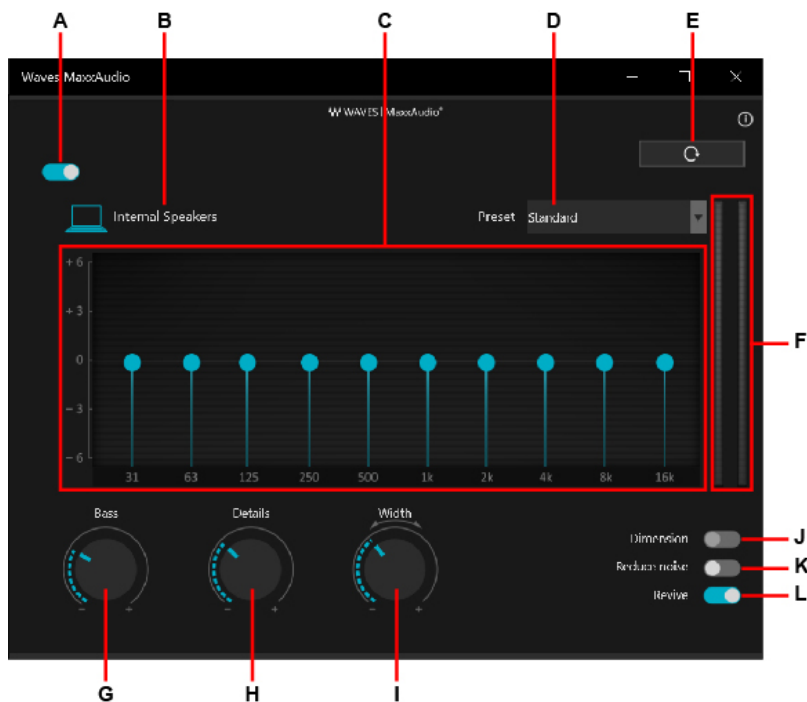 A B C D E
Waves MaxxAudio
WAVES | MaxxAudio®
Internal Speakers Preset Standard
+6
+3
0
-3
-6
F
31 63 125 250 500 1k 2k 4k 8k 16k
Bass Details Width
Dimension J
Reduce noise K
Revive L
- + - + - +
G H I